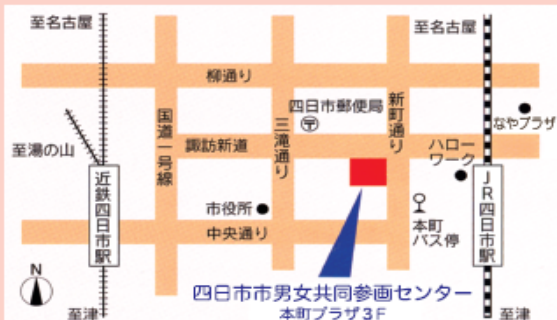 至名古屋
至名古屋
柳通り
四日市郵便局
〒
新町通り
なやプラザ
国道一号線
三滝通り
諏訪新道
ハロー
ワーク
至湯の山
近鉄四日市駅
JR四日市駅
市役所
中央通り
本町
バス停
N
四日市市男女共同参画センター
本町プラザ3F
至津
至津